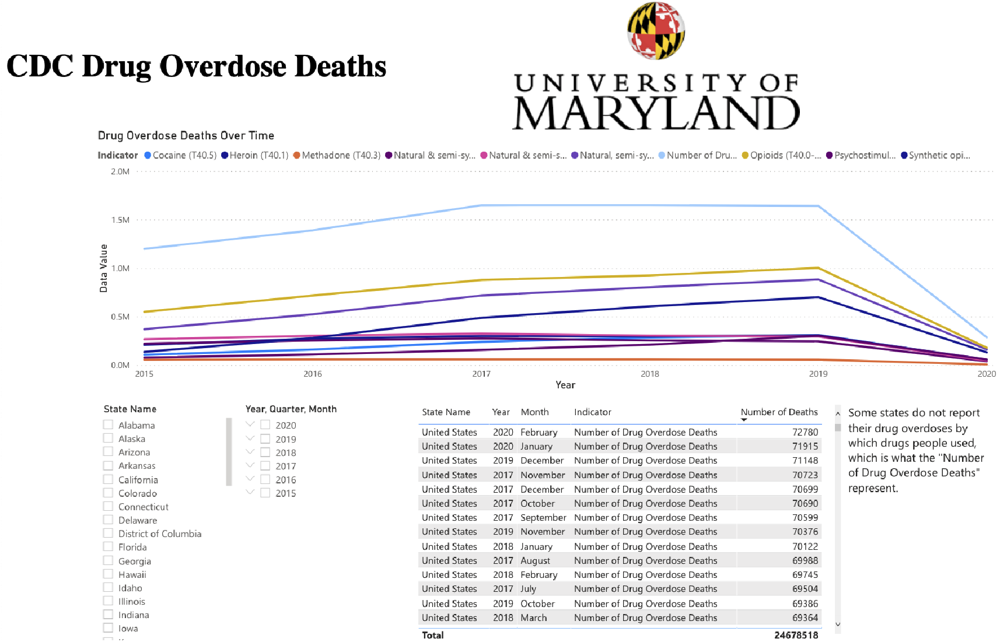 CDC Drug Overdose Deaths
UNIVERSITY OF
MARYLAND
Drug Overdose Deaths Over Time
Indicator Cocaine (T40.5) Heroin (T40.1) Methadone (T40.3) Natural & semi-sy... Natural & semi-s... Natural, semi-sy... Number of Dru... Opioids (T40.0-... Psychostimul... Synthetic opi...
2.0M
1.5M
1.0M
0.5M
0.0M
Data Value
2015 2016 2017 2018 2019 2020
Year
State Name
Alabama
Alaska
Arizona
Arkansas
California
Colorado
Connecticut
Delaware
District of Columbia
Florida
Georgia
Hawaii
Idaho
Illinois
Indiana
Iowa
Year, Quarter, Month
2020
2019
2018
2017
2016
2015
State Name Year Month Indicator Number of Deaths
United States 2020 February Number of Drug Overdose Deaths 72780
United States 2020 January Number of Drug Overdose Deaths 71915
United States 2019 December Number of Drug Overdose Deaths 71148
United States 2017 November Number of Drug Overdose Deaths 70723
United States 2017 December Number of Drug Overdose Deaths 70699
United States 2017 October Number of Drug Overdose Deaths 70690
United States 2017 September Number of Drug Overdose Deaths 70599
United States 2019 November Number of Drug Overdose Deaths 70376
United States 2018 January Number of Drug Overdose Deaths 70122
United States 2017 August Number of Drug Overdose Deaths 69988
United States 2018 February Number of Drug Overdose Deaths 69745
United States 2017 July Number of Drug Overdose Deaths 69504
United States 2019 October Number of Drug Overdose Deaths 69386
United States 2018 March Number of Drug Overdose Deaths 69364
Total 24678518
Some states do not report
their drug overdoses by
which drugs people used,
which is what the "Number
of Drug Overdose Deaths"
represent.